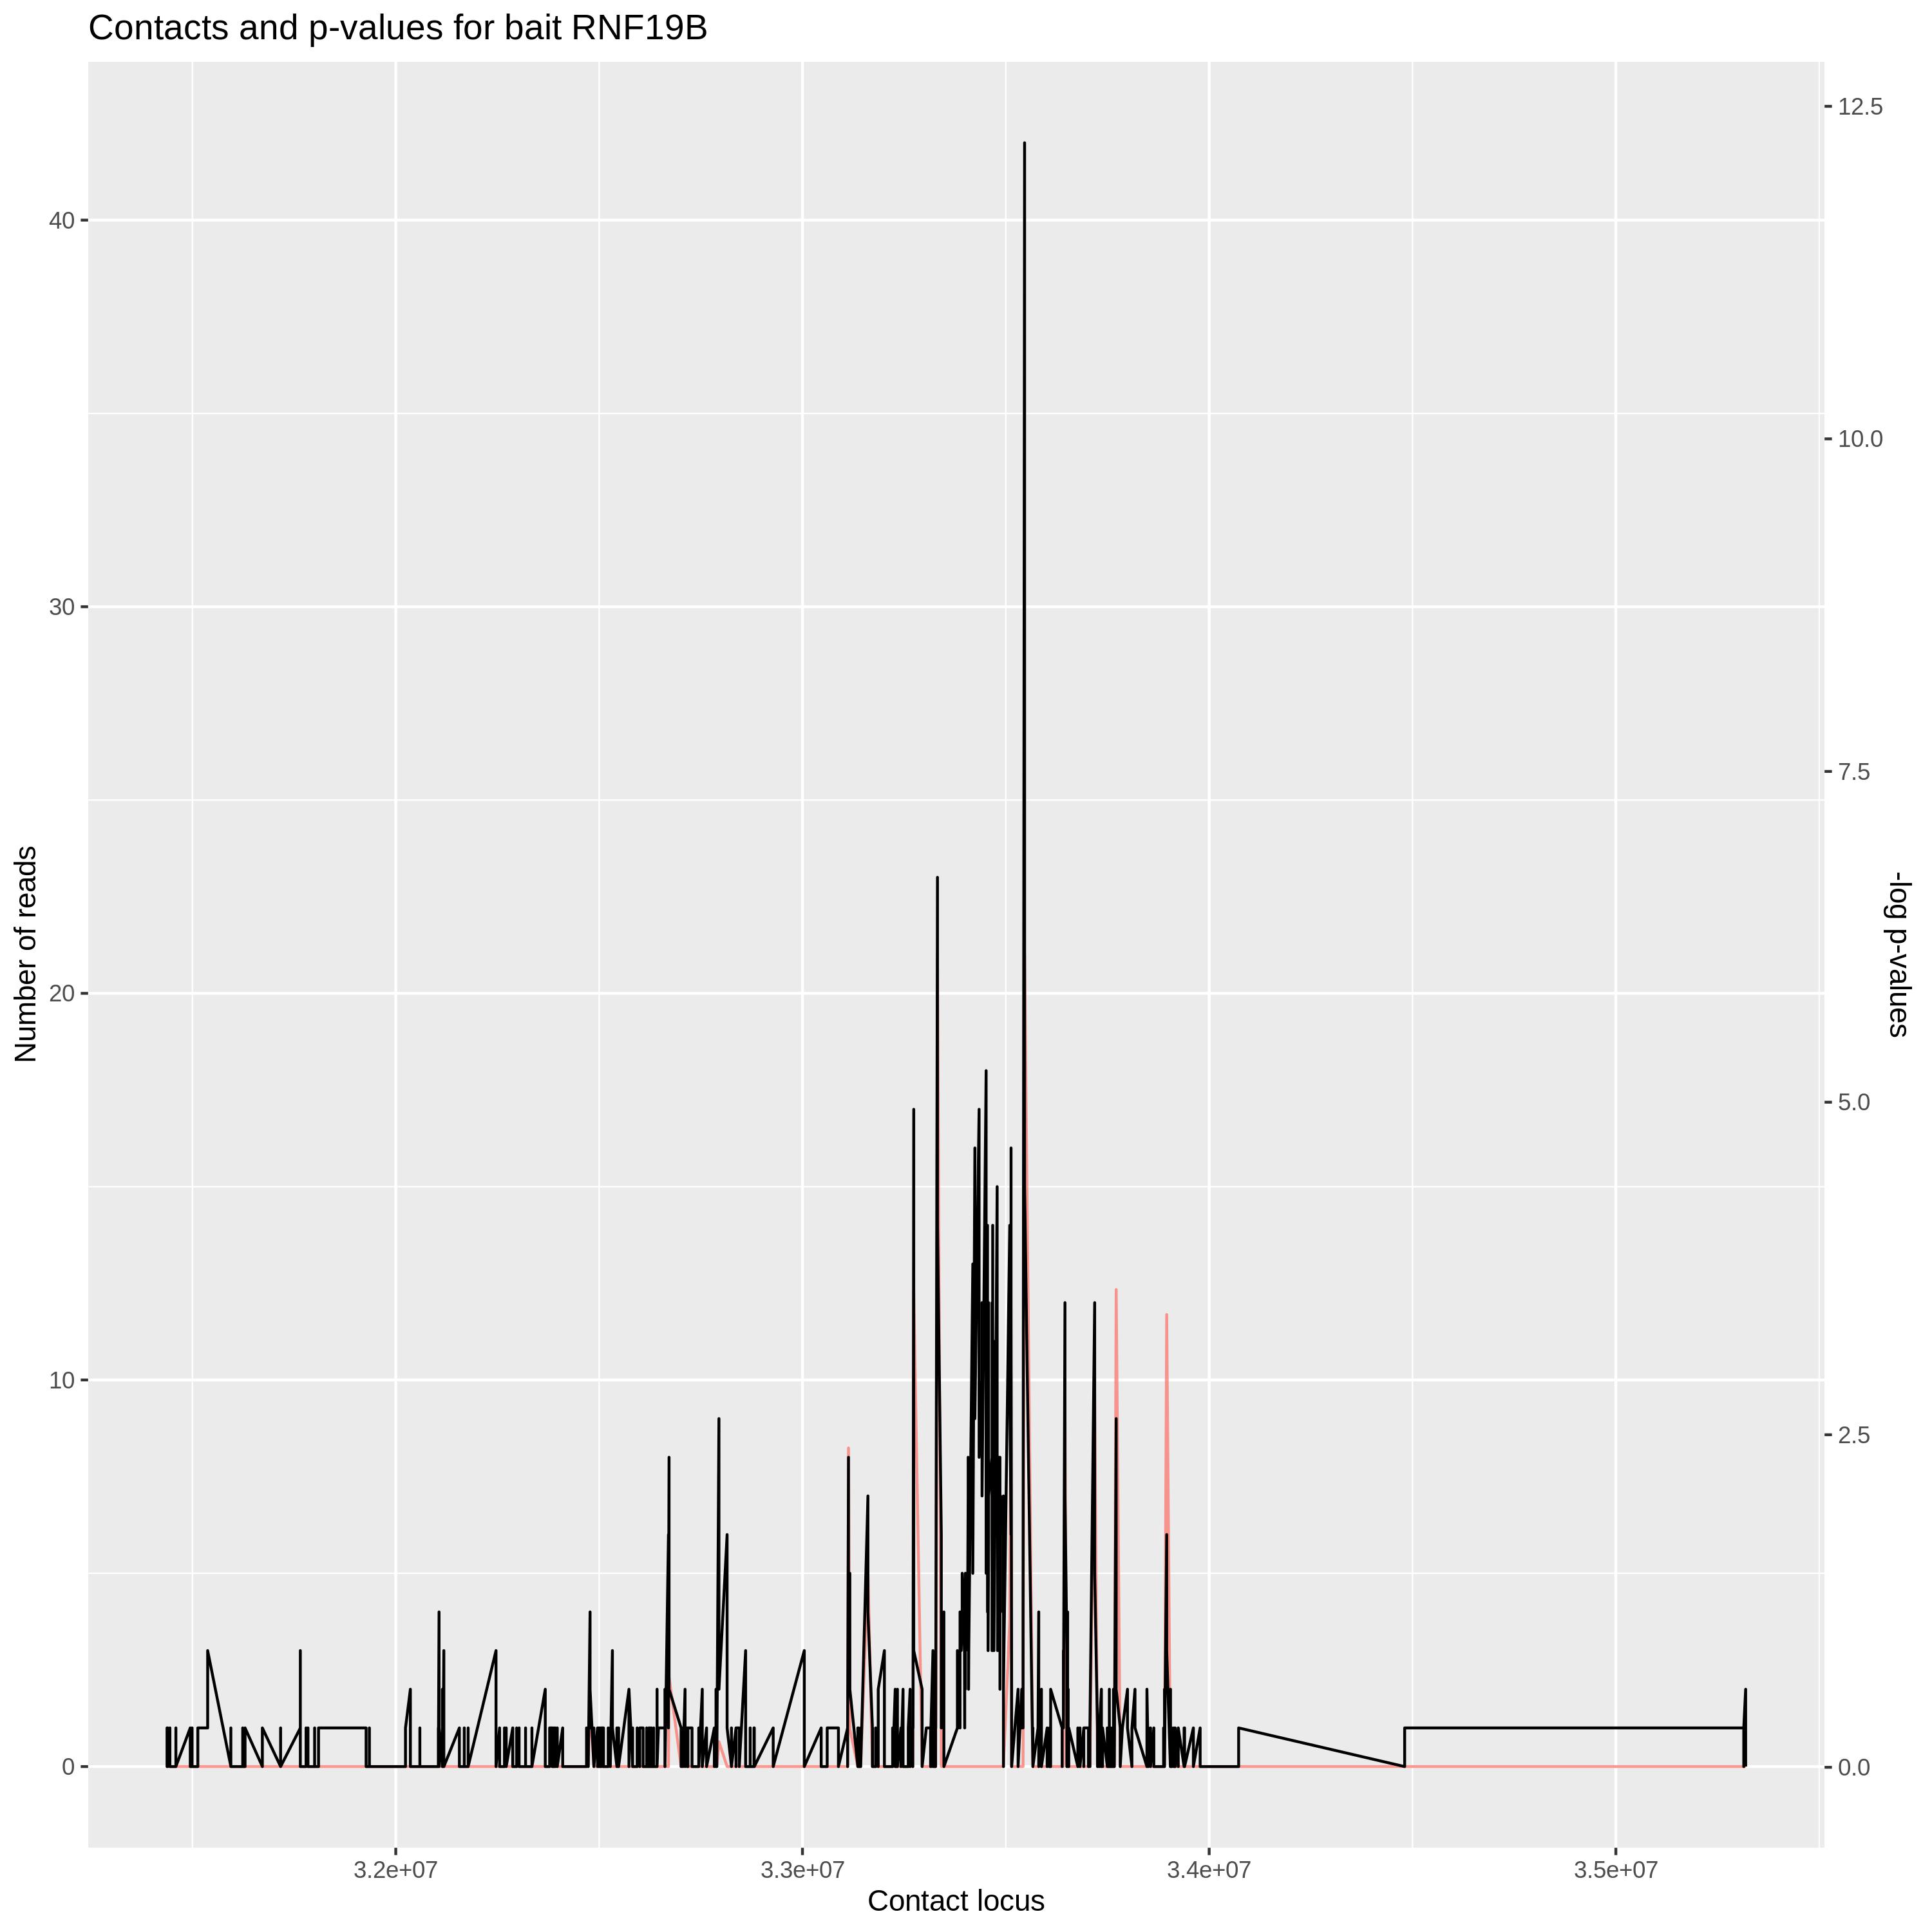 Contacts and p-values for bait RNF19B
Number of reads
40
30
20
10
0
12.5
10.0
7.5
5.0
2.5
0.0
-log p-values
3.2e+07
3.3e+07
3.4e+07
3.5e+07
Contact locus